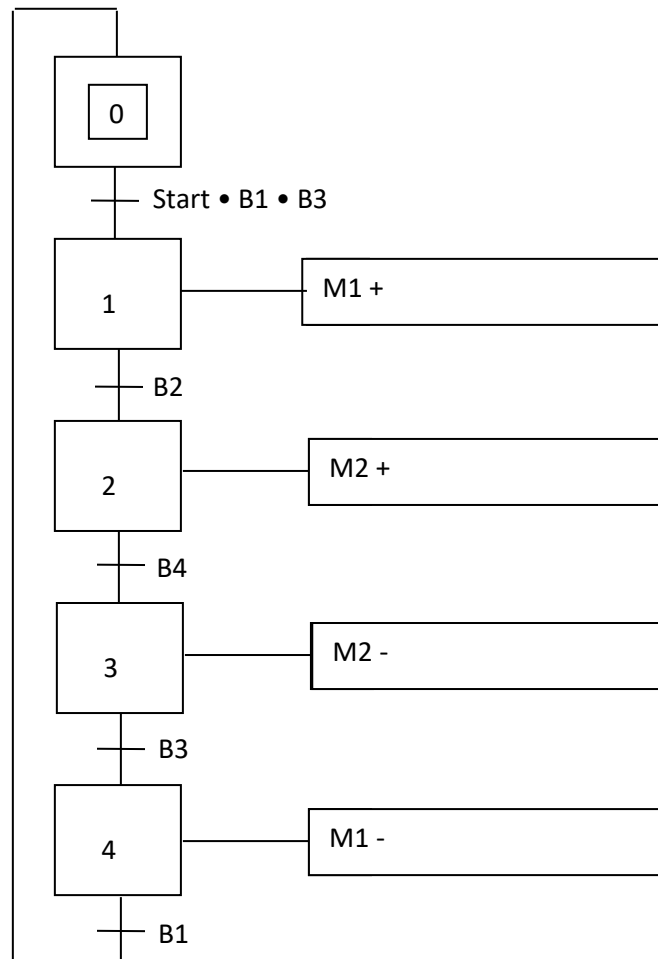 0
Start • B1 • B3
1
M1 +
B2
2
M2 +
B4
3
M2 -
B3
4
M1 -
B1